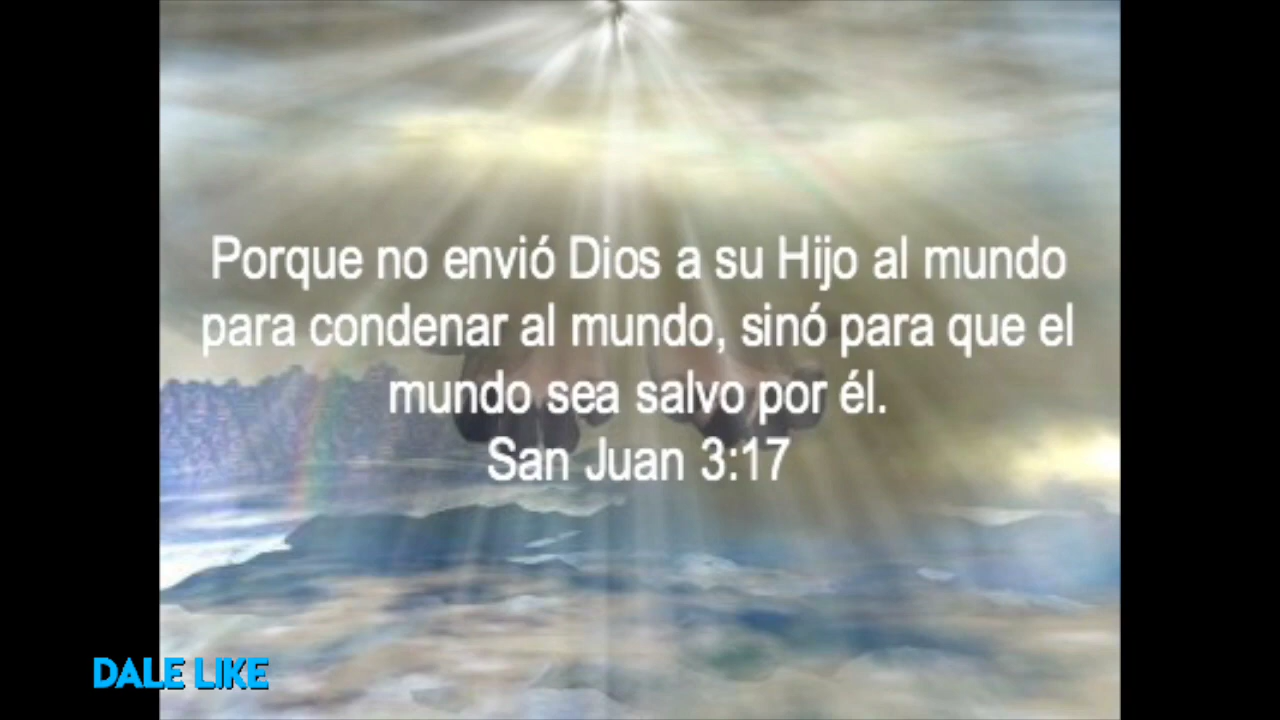 Porque no envió Dios a su Hijo al mundo
para condenar al mundo, sinó para que el
mundo sea salvo por él.
San Juan 3:17
DALE LIKE